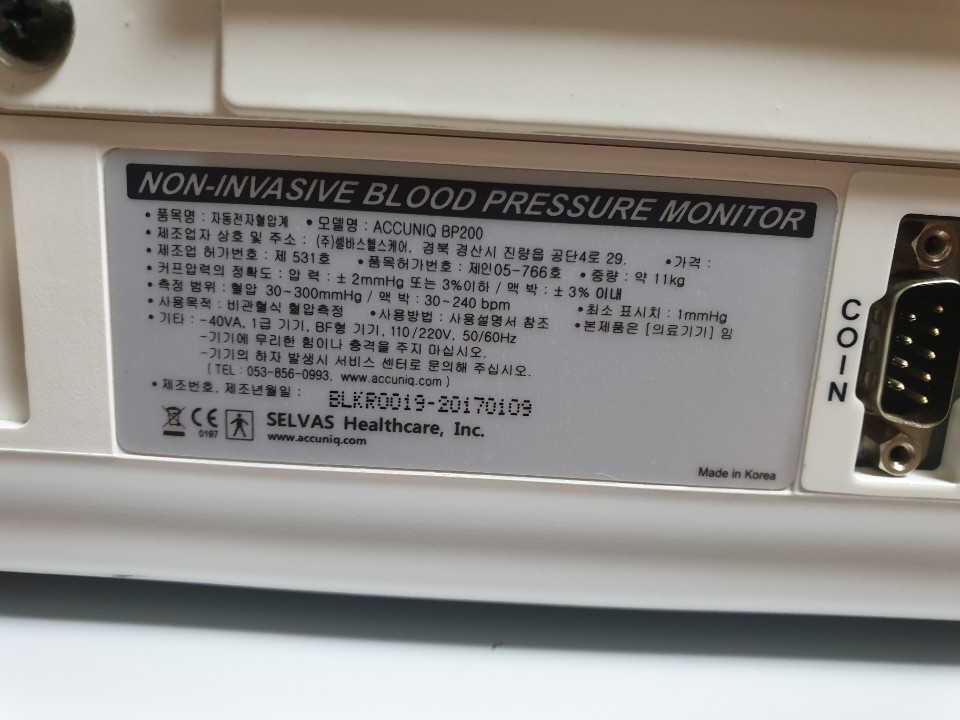 NON-INVASIVE BLOOD PRESSURE MONITOR
• 품목명 : 자동전자혈압계 • 모델명 : ACCUNIQ BP200
• 제조업자 상호 및 주소 : (주)셀바스헬스케어, 경북 경산시 진량읍 공단4로 29. • 가격 :
• 제조업 허가번호 : 제 531호 • 품목허가번호 : 제인05-766호 • 중량 : 약 11kg
• 커프압력의 정확도 : 압 력 : ± 2mmHg 또는 3%이하 / 맥 박 : ± 3% 이내
• 측정 범위 : 혈압 30~300mmHg / 맥 박 : 30~240 bpm • 최소 표시치 : 1mmHg
• 사용목적 : 비관혈식 혈압측정 • 사용방법 : 사용설명서 참조 • 본제품은 [의료기기] 임
• 기타 : -40VA, 1급 기기, BF형 기기, 110/220V, 50/60Hz
-기기에 무리한 힘이나 충격을 주지 마십시오.
-기기의 하자 발생시 서비스 센터로 문의해 주십시오.
( TEL : 053-856-0993, www.accuniq.com )
• 제조번호, 제조년월일 : BLKR0019-20170109
CE 0197 SELVAS Healthcare, Inc.
www.accuniq.com
Made in Korea
COIN